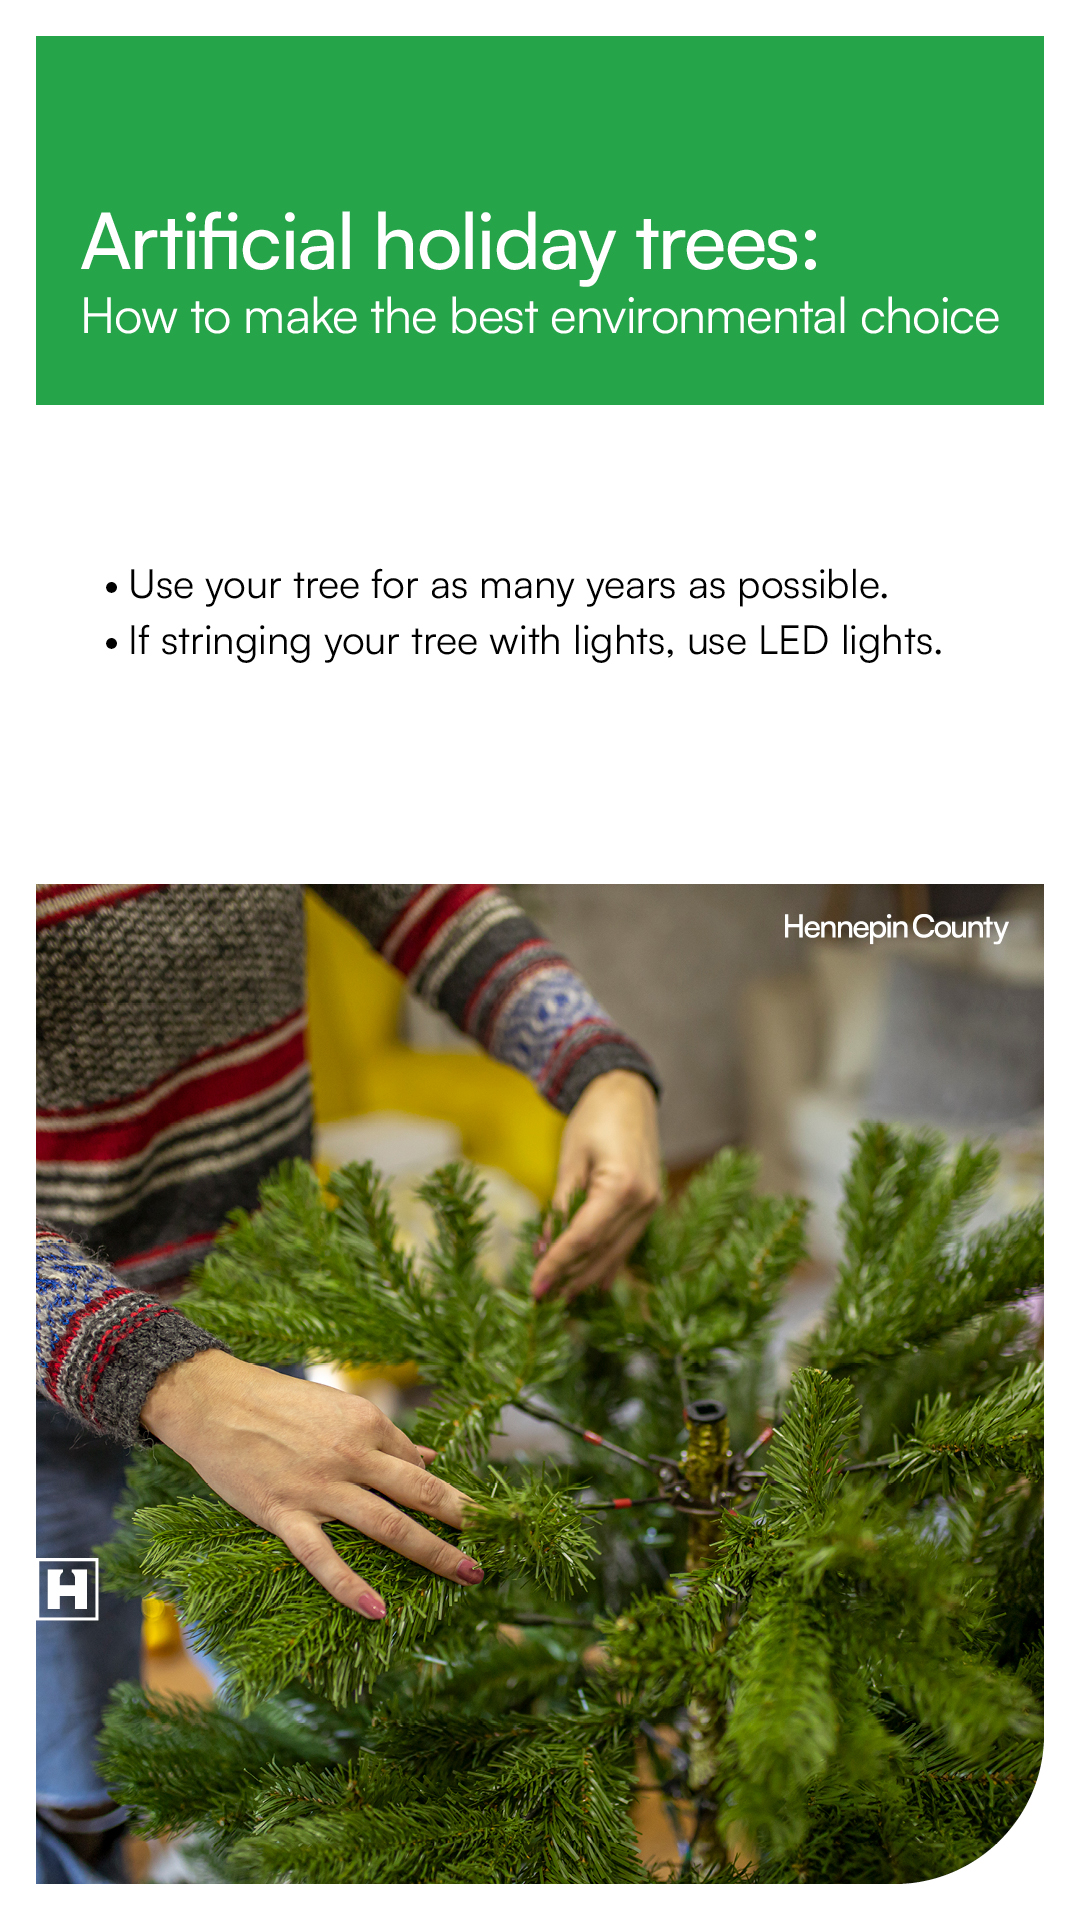 Artificial holiday trees:
How to make the best environmental choice
• Use your tree for as many years as possible.
• If stringing your tree with lights, use LED lights.
Hennepin County
H